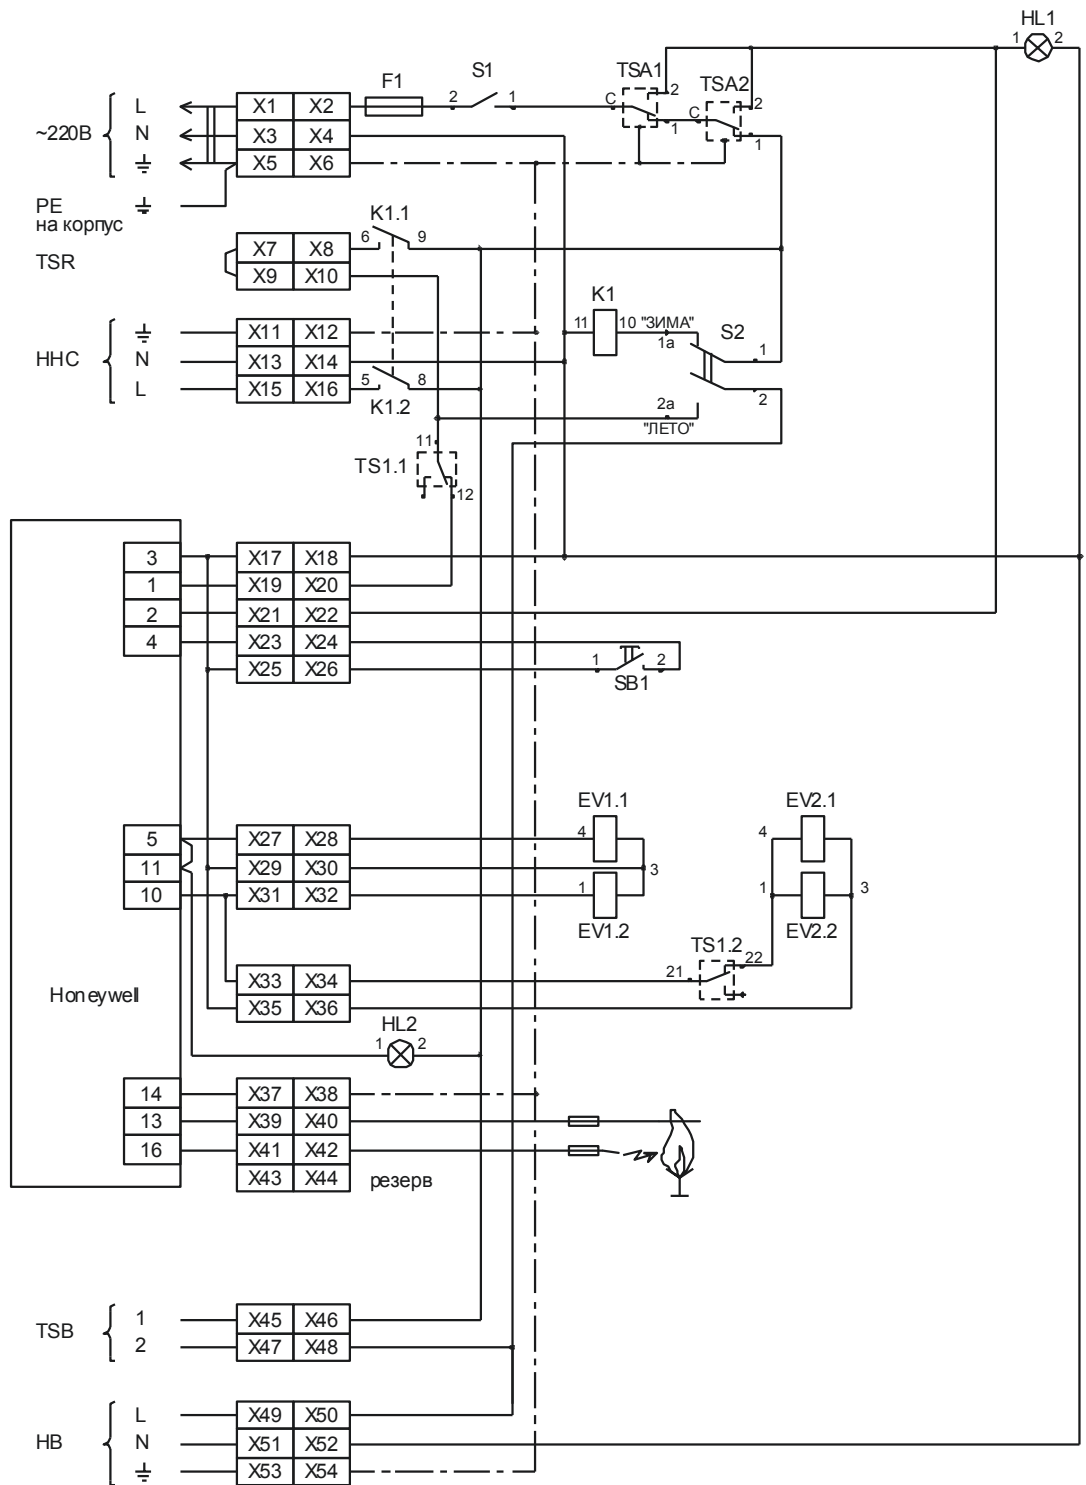 HL1
1 2
F1 S1 TSA1 TSA2
~220В L X1 X2 2 1 C 2 C 2
N X3 X4 1 1
X5 X6
PE
на корпус
K1.1
TSR X7 X8 6 9
X9 X10
K1
X11 X12 11 10 "ЗИМА" S2
1а
ННС N X13 X14 1
L X15 X16 5 8 2
K1.2 2а
"ЛЕТО"
11
TS1.1
12
3 X17 X18
1 X19 X20
2 X21 X22
4 X23 X24
X25 X26 1 2
SB1
EV1.1 EV2.1
5 X27 X28 4 4
11 X29 X30 3
10 X31 X32 1 1 3
EV1.2 EV2.2
TS1.2
22
X33 X34 21
Honeywell
X35 X36
HL2
1 2
14 X37 X38
13 X39 X40
16 X41 X42
X43 X44 резерв
TSB 1 X45 X46
2 X47 X48
L X49 X50
НВ N X51 X52
X53 X54